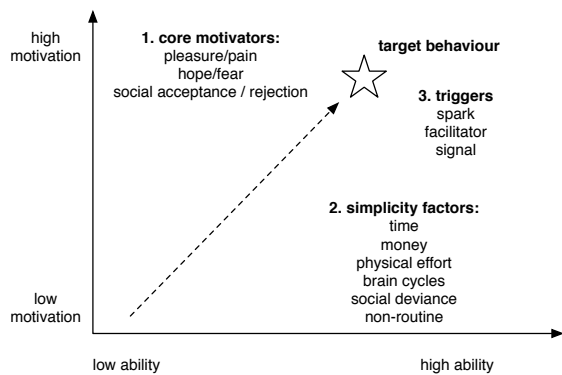 high
motivation
1. core motivators:
pleasure/pain
hope/fear
social acceptance / rejection
target behaviour
3. triggers
spark
facilitator
signal
2. simplicity factors:
time
money
physical effort
brain cycles
social deviance
non-routine
low
motivation
low ability
high ability